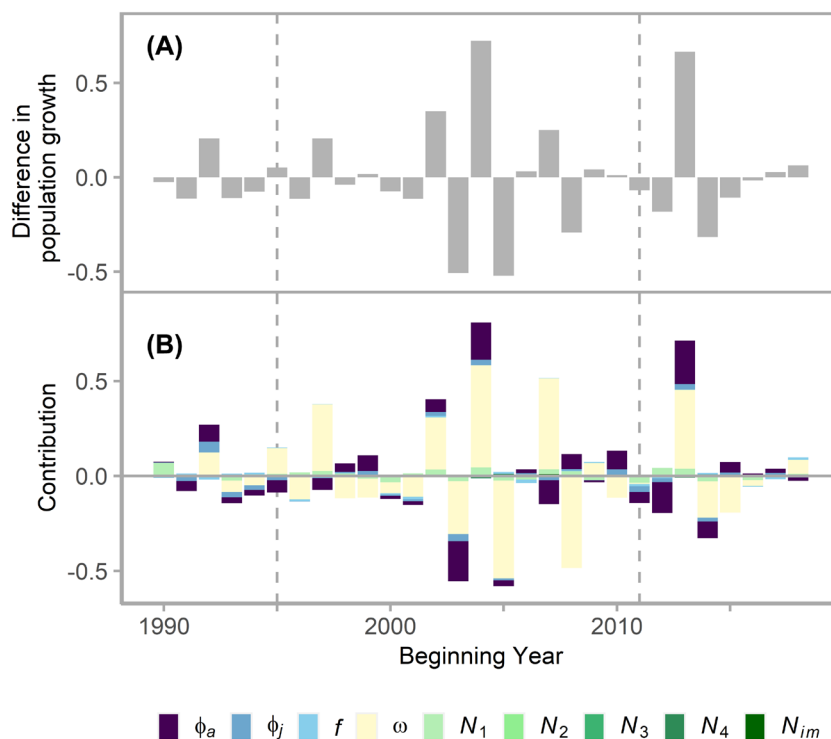 (A)
Difference in
population growth
0.5
0.0
-0.5
(B)
Contribution
0.5
0.0
-0.5
1990 2000 2010
Beginning Year
ϕa ϕj f ω N1 N2 N3 N4 Nim